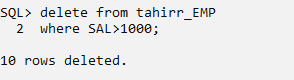 SQL> delete from tahirr_EMP
  2  where SAL>1000;
10 rows deleted.